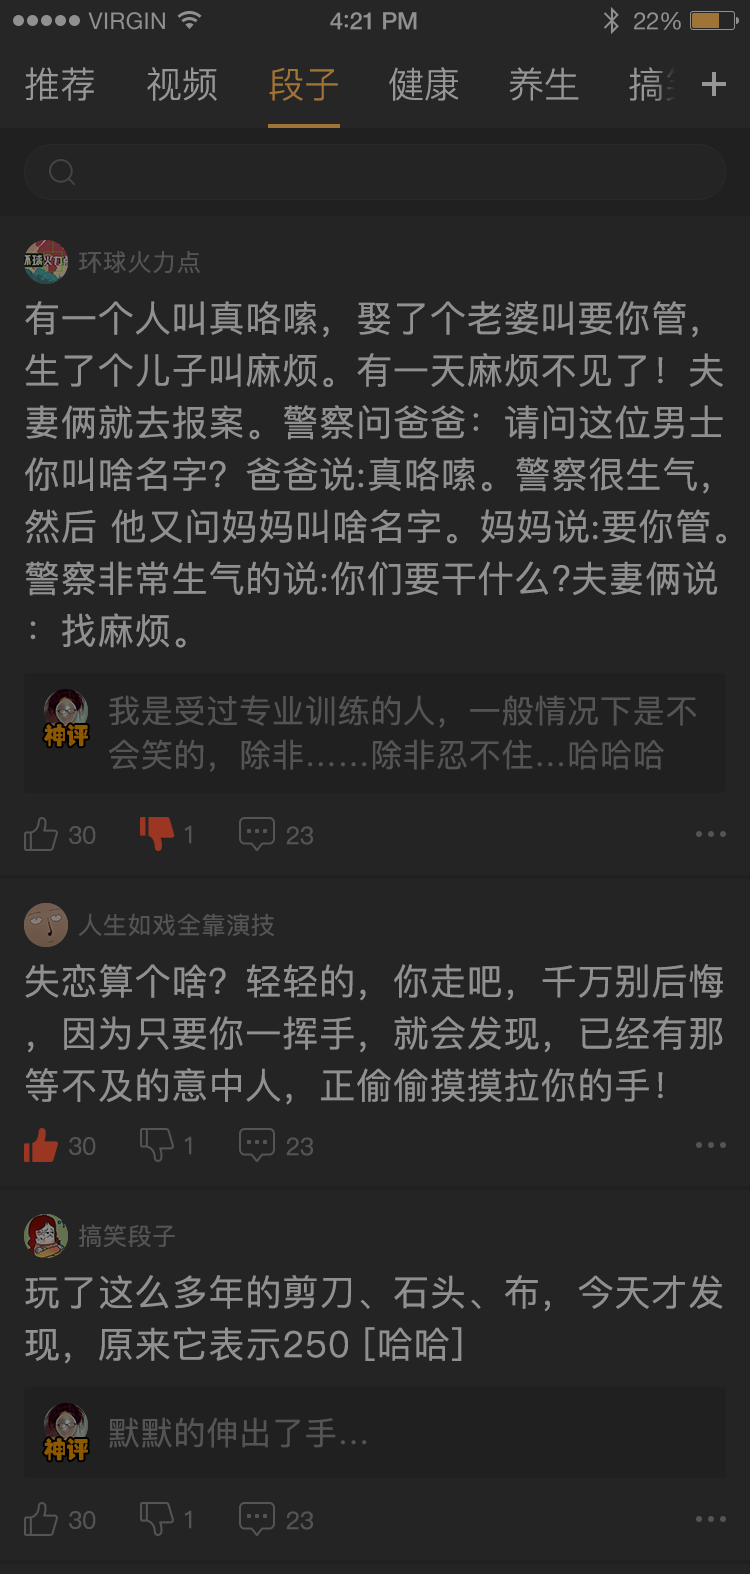 VIRGIN 4:21 PM 22%
推荐 视频 段子 健康 养生 搞 +
环球火力点
有一个人叫真咯嗦，娶了个老婆叫要你管，
生了个儿子叫麻烦。有一天麻烦不见了！夫
妻俩就去报案。警察问爸爸：请问这位男士
你叫啥名字？爸爸说:真咯嗦。警察很生气，
然后 他又问妈妈叫啥名字。妈妈说:要你管。
警察非常生气的说:你们要干什么?夫妻俩说
：找麻烦。
神评
我是受过专业训练的人，一般情况下是不
会笑的，除非……除非忍不住…哈哈哈
30 1 23
人生如戏全靠演技
失恋算个啥？轻轻的，你走吧，千万别后悔
，因为只要你一挥手，就会发现，已经有那
等不及的意中人，正偷偷摸摸拉你的手！
30 1 23
搞笑段子
玩了这么多年的剪刀、石头、布，今天才发
现，原来它表示250 [哈哈]
神评
默默的伸出了手…
30 1 23